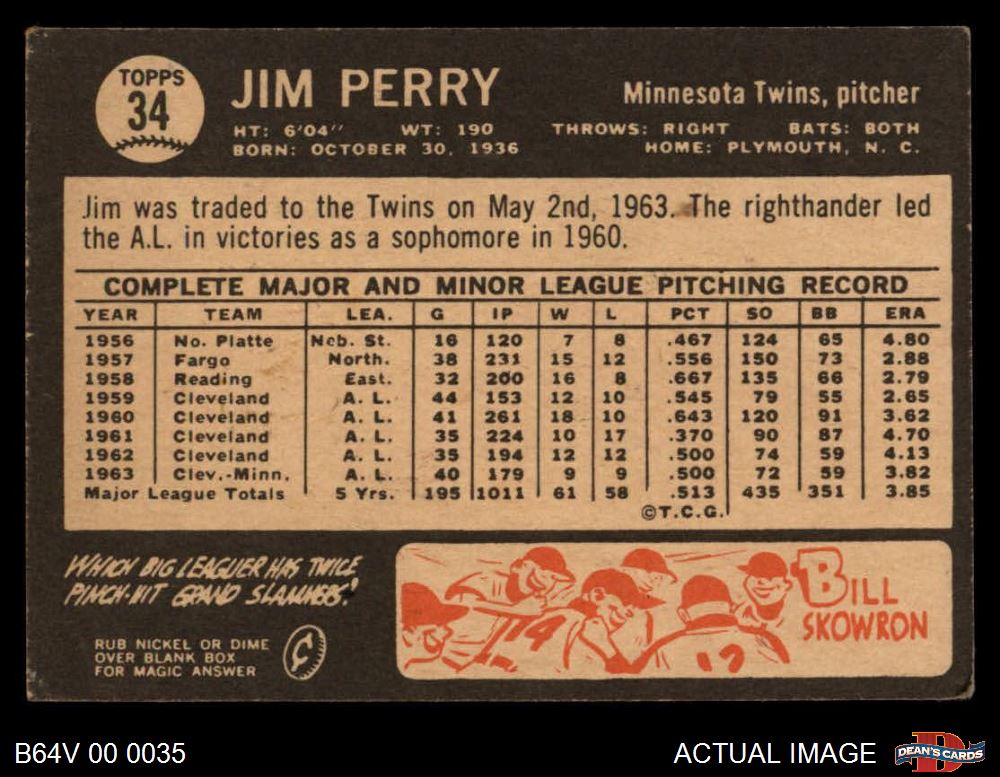 TOPPS
34
JIM PERRY
Minnesota Twins, pitcher
HT: 6'04" WT: 190 THROWS: RIGHT BATS: BOTH
BORN: OCTOBER 30, 1936 HOME: PLYMOUTH, N. C.
Jim was traded to the Twins on May 2nd, 1963. The righthander led
the A.L. in victories as a sophomore in 1960.
COMPLETE MAJOR AND MINOR LEAGUE PITCHING RECORD
YEAR TEAM LEA. G IP W L PCT SO BB ERA
1956 No. Platte Neb. St. 16 120 7 8 .467 124 65 4.80
1957 Fargo North. 38 231 15 12 .556 150 73 2.88
1958 Reading East. 32 200 16 8 .667 135 66 2.79
1959 Cleveland A. L. 44 153 12 10 .545 79 55 2.65
1960 Cleveland A. L. 41 261 18 10 .643 120 91 3.62
1961 Cleveland A. L. 35 224 10 17 .370 90 87 4.70
1962 Cleveland A. L. 35 194 12 12 .500 74 59 4.13
1963 Clev.-Minn. A. L. 40 179 9 9 .500 72 59 3.82
Major League Totals 5 Yrs. 195 1011 61 58 .513 435 351 3.85
©T.C.G.
WHICH BIG LEAGUER HAS TWICE
PINCH-HIT GRAND SLAMMERS?
RUB NICKEL OR DIME
OVER BLANK BOX
FOR MAGIC ANSWER
14
12
BILL
SKOWRON
B64V 00 0035
ACTUAL IMAGE
DEAN'S CARDS